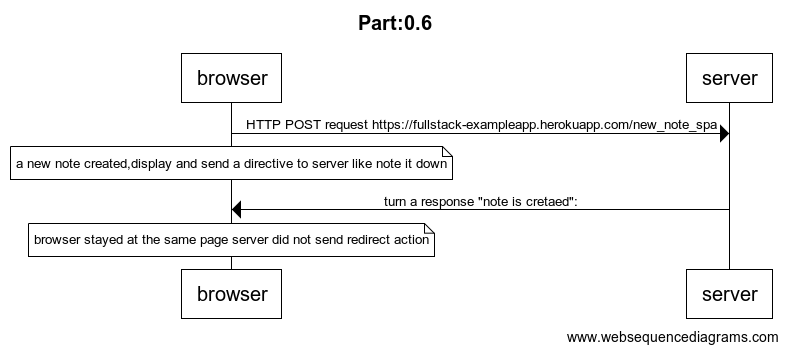 Part:0.6
browser
server
HTTP POST request https://fullstack-exampleapp.herokuapp.com/new_note_spa
a new note created,display and send a directive to server like note it down
turn a response "note is cretaed":
browser stayed at the same page server did not send redirect action
browser
server
www.websequencediagrams.com